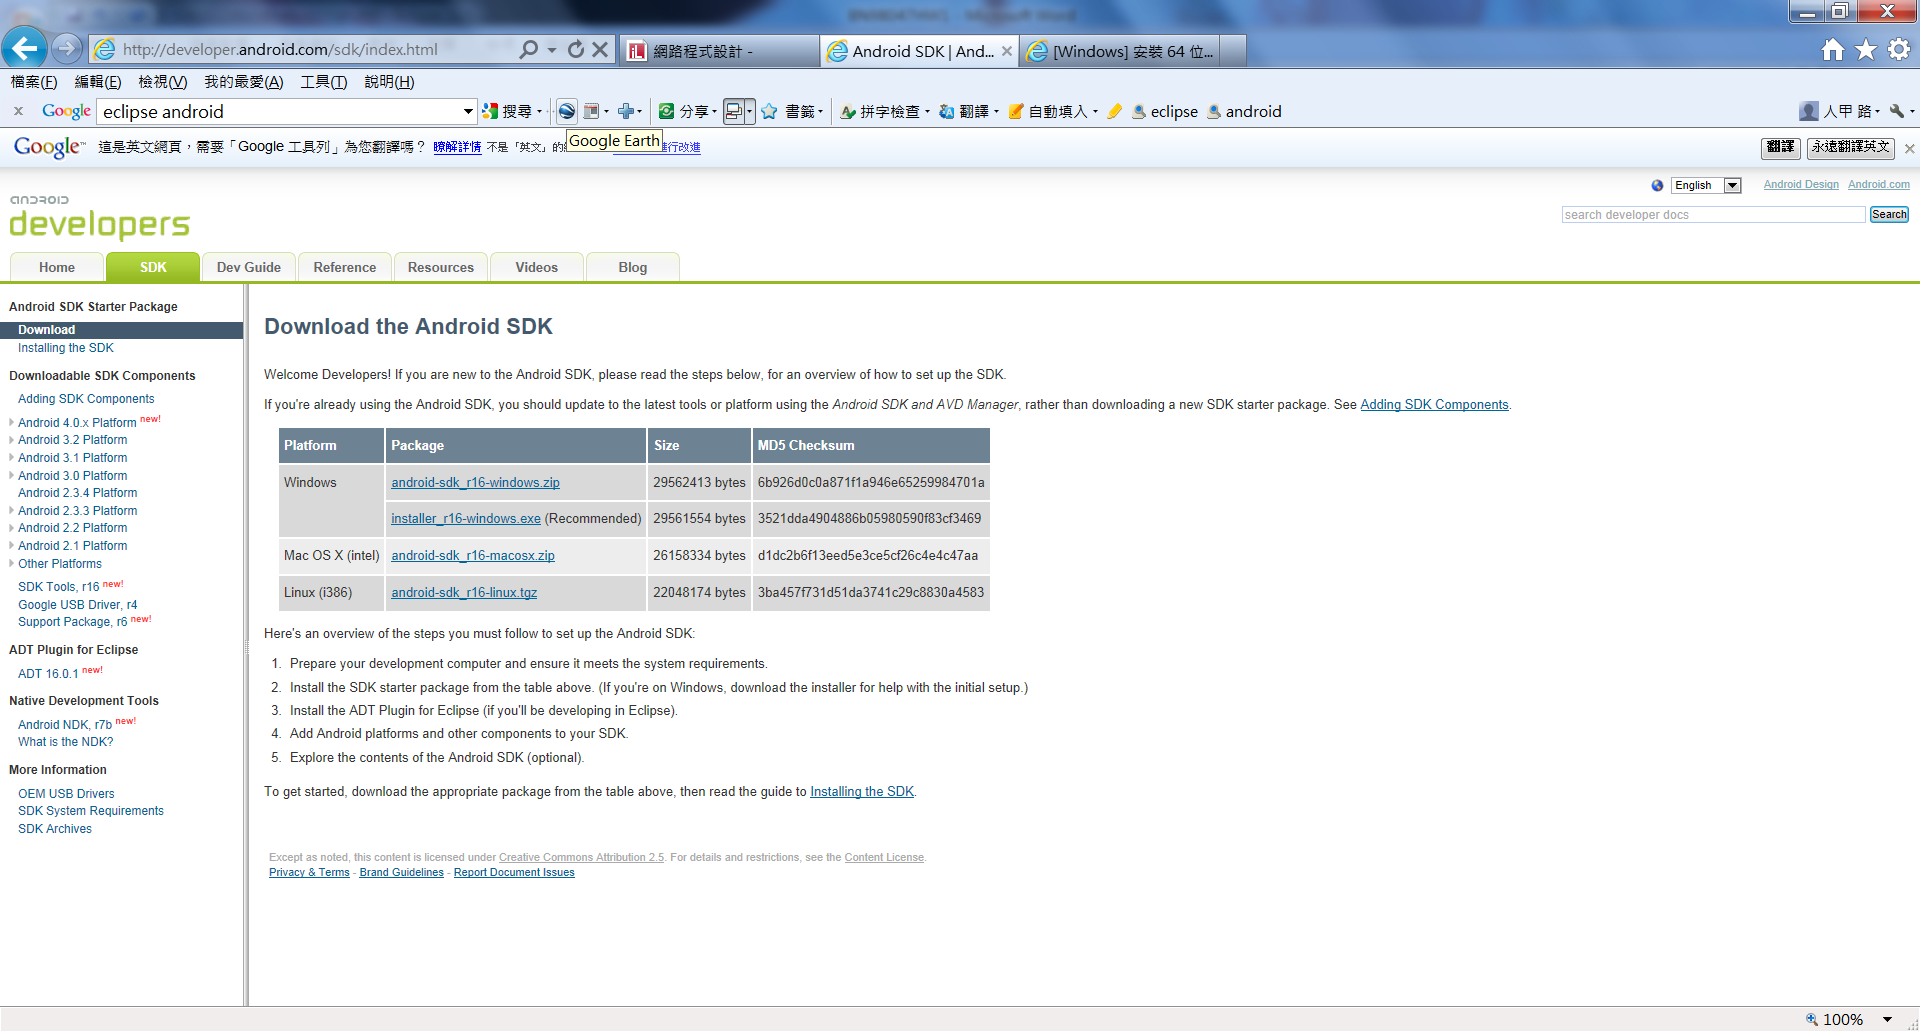 http://developer.android.com/sdk/index.html
網路程式設計 -
Android SDK | And...
[Windows] 安裝 64 位...
檔案(F) 編輯(E) 檢視(V) 我的最愛(A) 工具(T) 說明(H)
Google eclipse android 搜尋 分享 書籤 拼字檢查 翻譯 自動填入 eclipse android 人甲 路
Google 這是英文網頁，需要「Google 工具列」為您翻譯嗎？ 瞭解詳情 不是「英文」的 進行改進 翻譯 永遠翻譯英文
Google Earth
English Android Design Android.com
android
developers
search developer docs Search
Home SDK Dev Guide Reference Resources Videos Blog
Android SDK Starter Package
Download
Installing the SDK
Downloadable SDK Components
Adding SDK Components
Android 4.0.x Platform new!
Android 3.2 Platform
Android 3.1 Platform
Android 3.0 Platform
Android 2.3.4 Platform
Android 2.3.3 Platform
Android 2.2 Platform
Android 2.1 Platform
Other Platforms
SDK Tools, r16 new!
Google USB Driver, r4
Support Package, r6 new!
ADT Plugin for Eclipse
ADT 16.0.1 new!
Native Development Tools
Android NDK, r7b new!
What is the NDK?
More Information
OEM USB Drivers
SDK System Requirements
SDK Archives
Download the Android SDK
Welcome Developers! If you are new to the Android SDK, please read the steps below, for an overview of how to set up the SDK.
If you're already using the Android SDK, you should update to the latest tools or platform using the Android SDK and AVD Manager, rather than downloading a new SDK starter package. See Adding SDK Components.
Platform Package Size MD5 Checksum
Windows android-sdk_r16-windows.zip 29562413 bytes 6b926d0c0a871f1a946e65259984701a
installer_r16-windows.exe (Recommended) 29561554 bytes 3521dda4904886b05980590f83cf3469
Mac OS X (intel) android-sdk_r16-macosx.zip 26158334 bytes d1dc2b6f13eed5e3ce5cf26c4e4c47aa
Linux (i386) android-sdk_r16-linux.tgz 22048174 bytes 3ba457f731d51da3741c29c8830a4583
Here's an overview of the steps you must follow to set up the Android SDK:
1. Prepare your development computer and ensure it meets the system requirements.
2. Install the SDK starter package from the table above. (If you're on Windows, download the installer for help with the initial setup.)
3. Install the ADT Plugin for Eclipse (if you'll be developing in Eclipse).
4. Add Android platforms and other components to your SDK.
5. Explore the contents of the Android SDK (optional).
To get started, download the appropriate package from the table above, then read the guide to Installing the SDK.
Except as noted, this content is licensed under Creative Commons Attribution 2.5. For details and restrictions, see the Content License.
Privacy & Terms - Brand Guidelines - Report Document Issues
100%